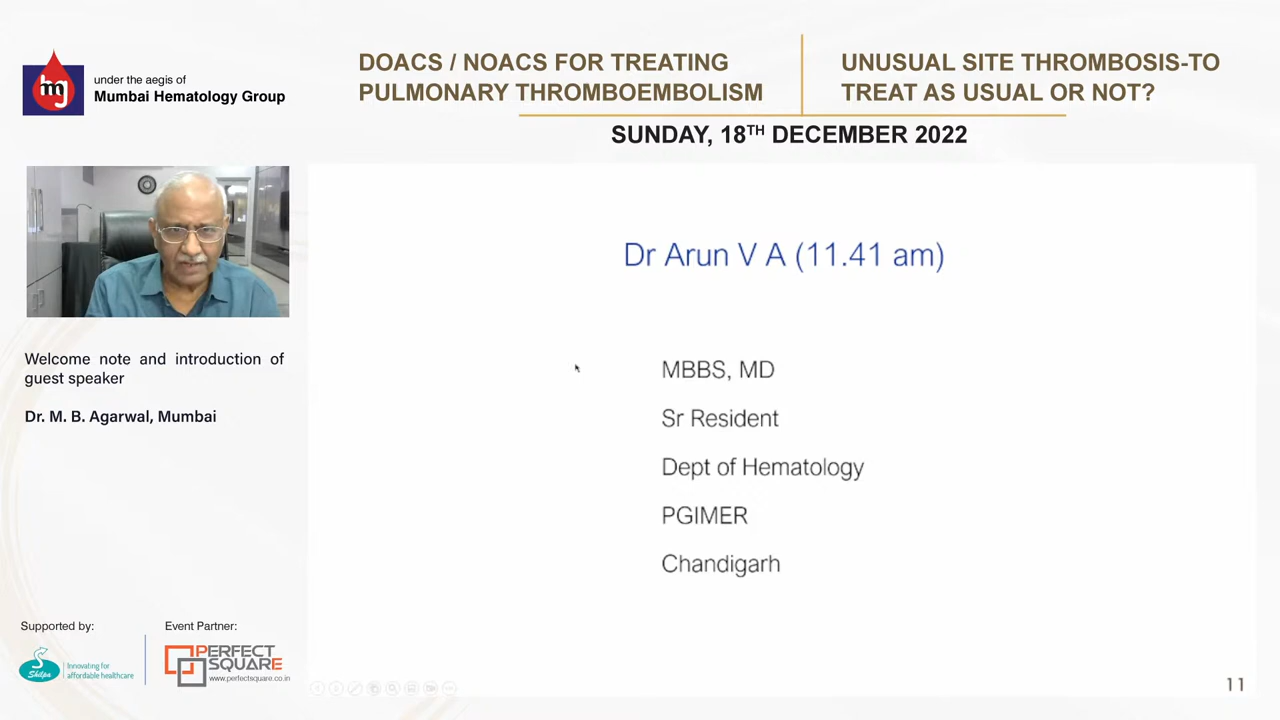 mg
under the aegis of
Mumbai Hematology Group
DOACS / NOACS FOR TREATING
PULMONARY THROMBOEMBOLISM
UNUSUAL SITE THROMBOSIS-TO
TREAT AS USUAL OR NOT?
SUNDAY, 18TH DECEMBER 2022
Welcome note and introduction of
guest speaker
Dr. M. B. Agarwal, Mumbai
Dr Arun V A (11.41 am)
MBBS, MD
Sr Resident
Dept of Hematology
PGIMER
Chandigarh
Supported by:
Shilpa
Innovating for
affordable healthcare
Event Partner:
PERFECT
SQUARE
www.perfectsquare.co.in
11